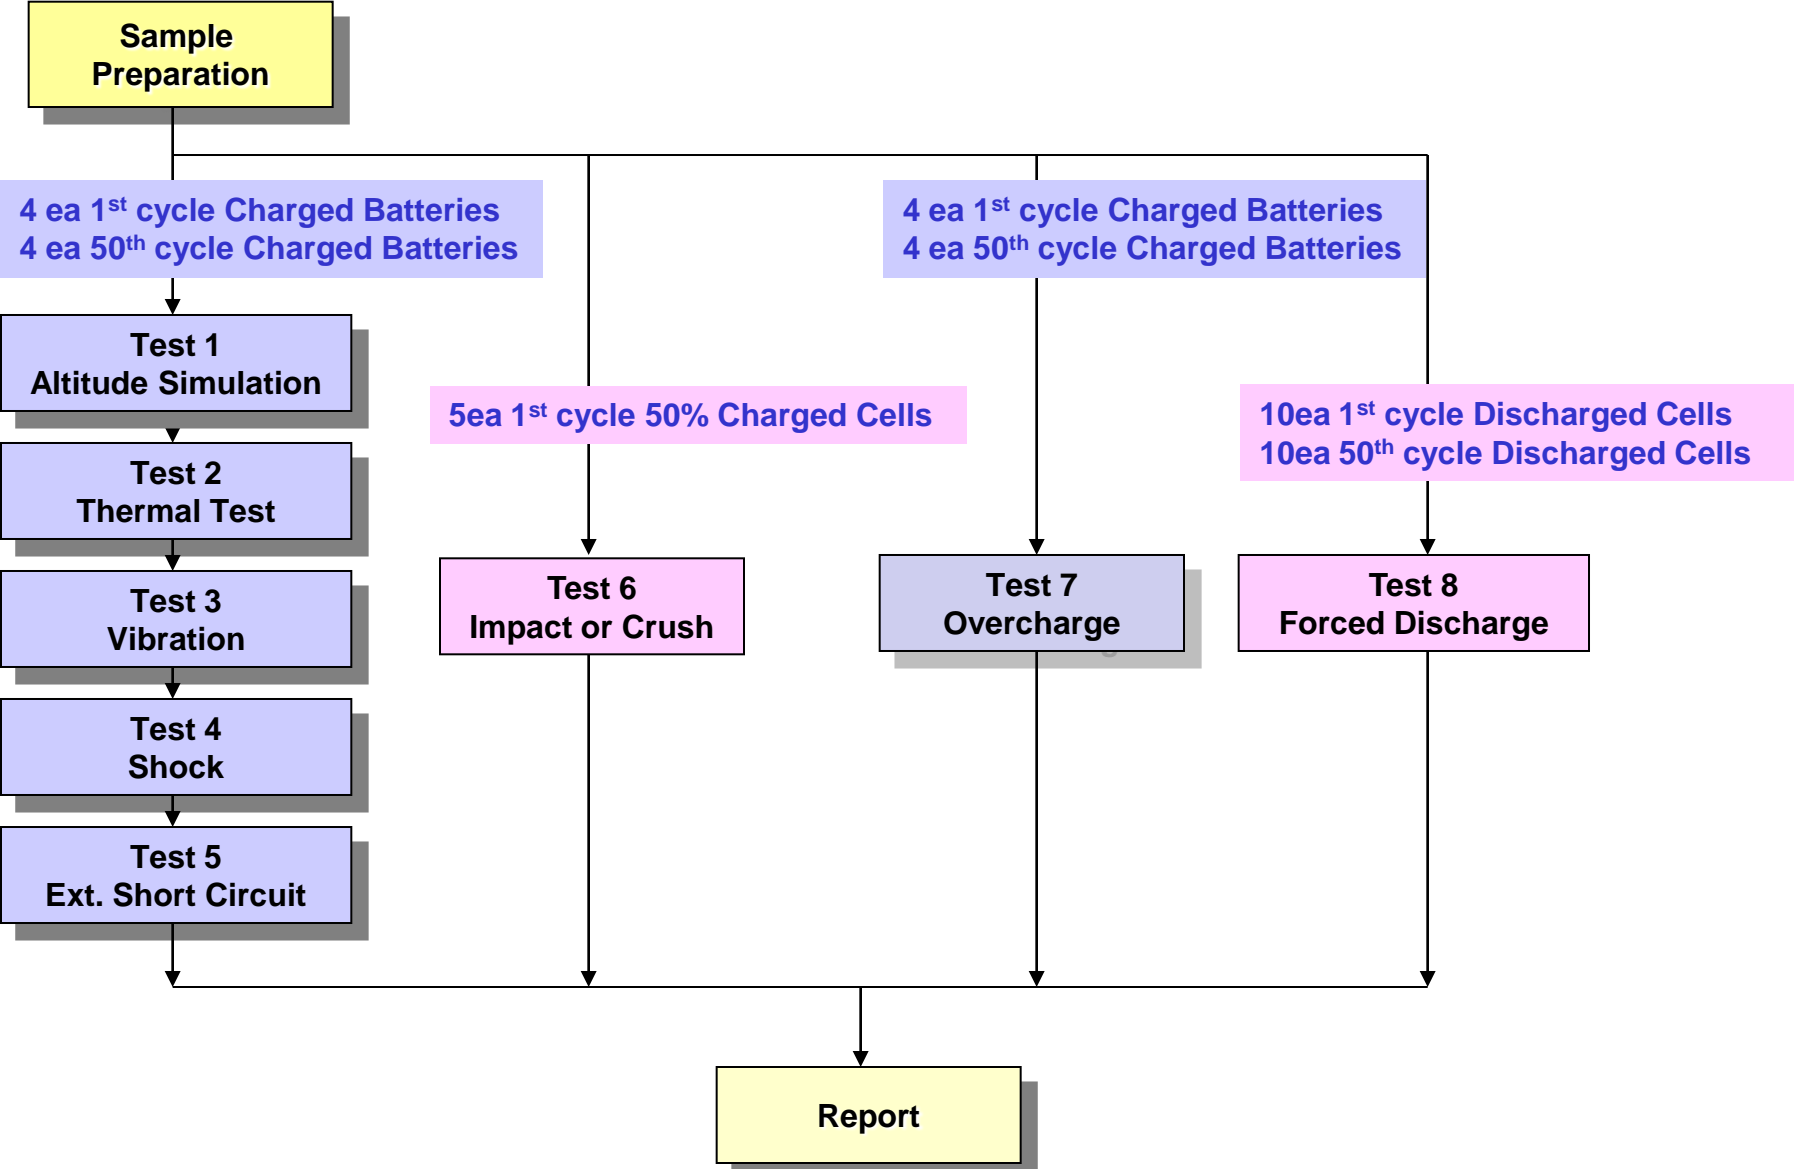 Sample
Preparation
4 ea 1st cycle Charged Batteries
4 ea 50th cycle Charged Batteries
4 ea 1st cycle Charged Batteries
4 ea 50th cycle Charged Batteries
Test 1
Altitude Simulation
5ea 1st cycle 50% Charged Cells
10ea 1st cycle Discharged Cells
10ea 50th cycle Discharged Cells
Test 2
Thermal Test
Test 3
Vibration
Test 6
Impact or Crush
Test 7
Overcharge
Test 8
Forced Discharge
Test 4
Shock
Test 5
Ext. Short Circuit
Report